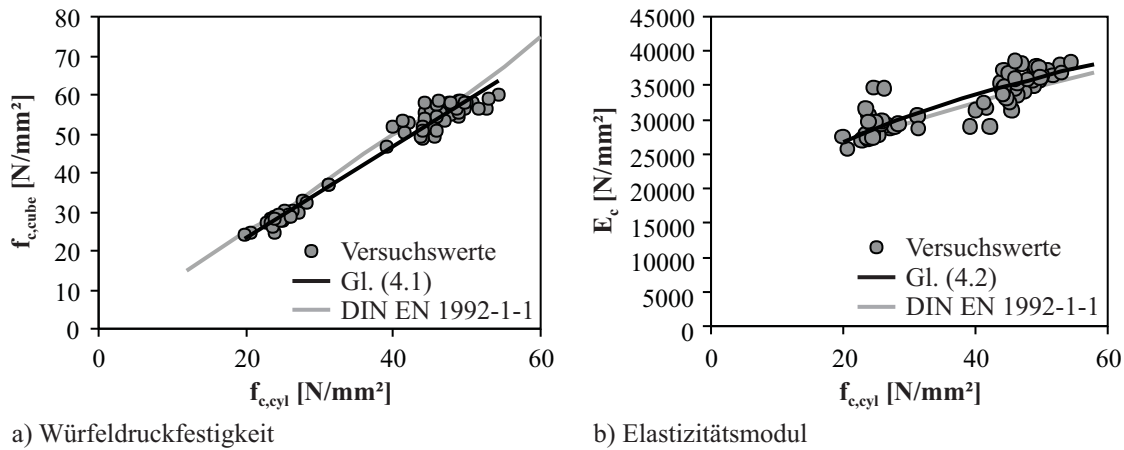 80
70
60
50
40
30
20
10
0
f_c,cube [N/mm²]
0 20 40 60
f_c,cyl [N/mm²]
Versuchswerte
Gl. (4.1)
DIN EN 1992-1-1
a) Würfeldruckfestigkeit
45000
40000
35000
30000
25000
20000
15000
10000
5000
0
E_c [N/mm²]
0 20 40 60
f_c,cyl [N/mm²]
Versuchswerte
Gl. (4.2)
DIN EN 1992-1-1
b) Elastizitätsmodul